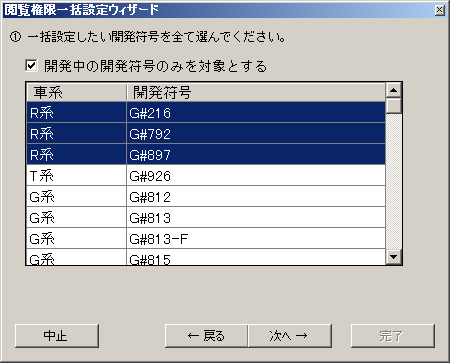 閲覧権限一括設定ウィザード
① 一括設定したい開発符号を全て選んでください。
開発中の開発符号のみを対象とする
車系 開発符号
R系 G#216
R系 G#792
R系 G#897
T系 G#926
G系 G#812
G系 G#813
G系 G#813-F
G系 G#815
中止 ← 戻る 次へ → 完了